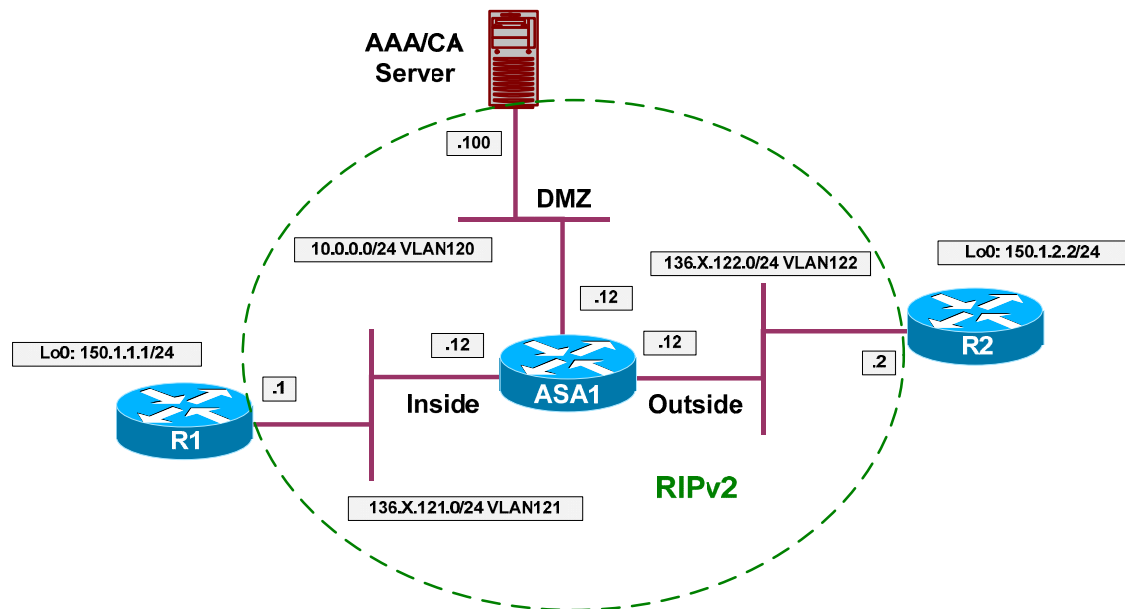 AAA/CA
Server
.100
DMZ
10.0.0.0/24 VLAN120
136.X.122.0/24 VLAN122
Lo0: 150.1.2.2/24
.12
Lo0: 150.1.1.1/24
.12
.12
R2
.2
.1
ASA1
Inside
Outside
R1
RIPv2
136.X.121.0/24 VLAN121